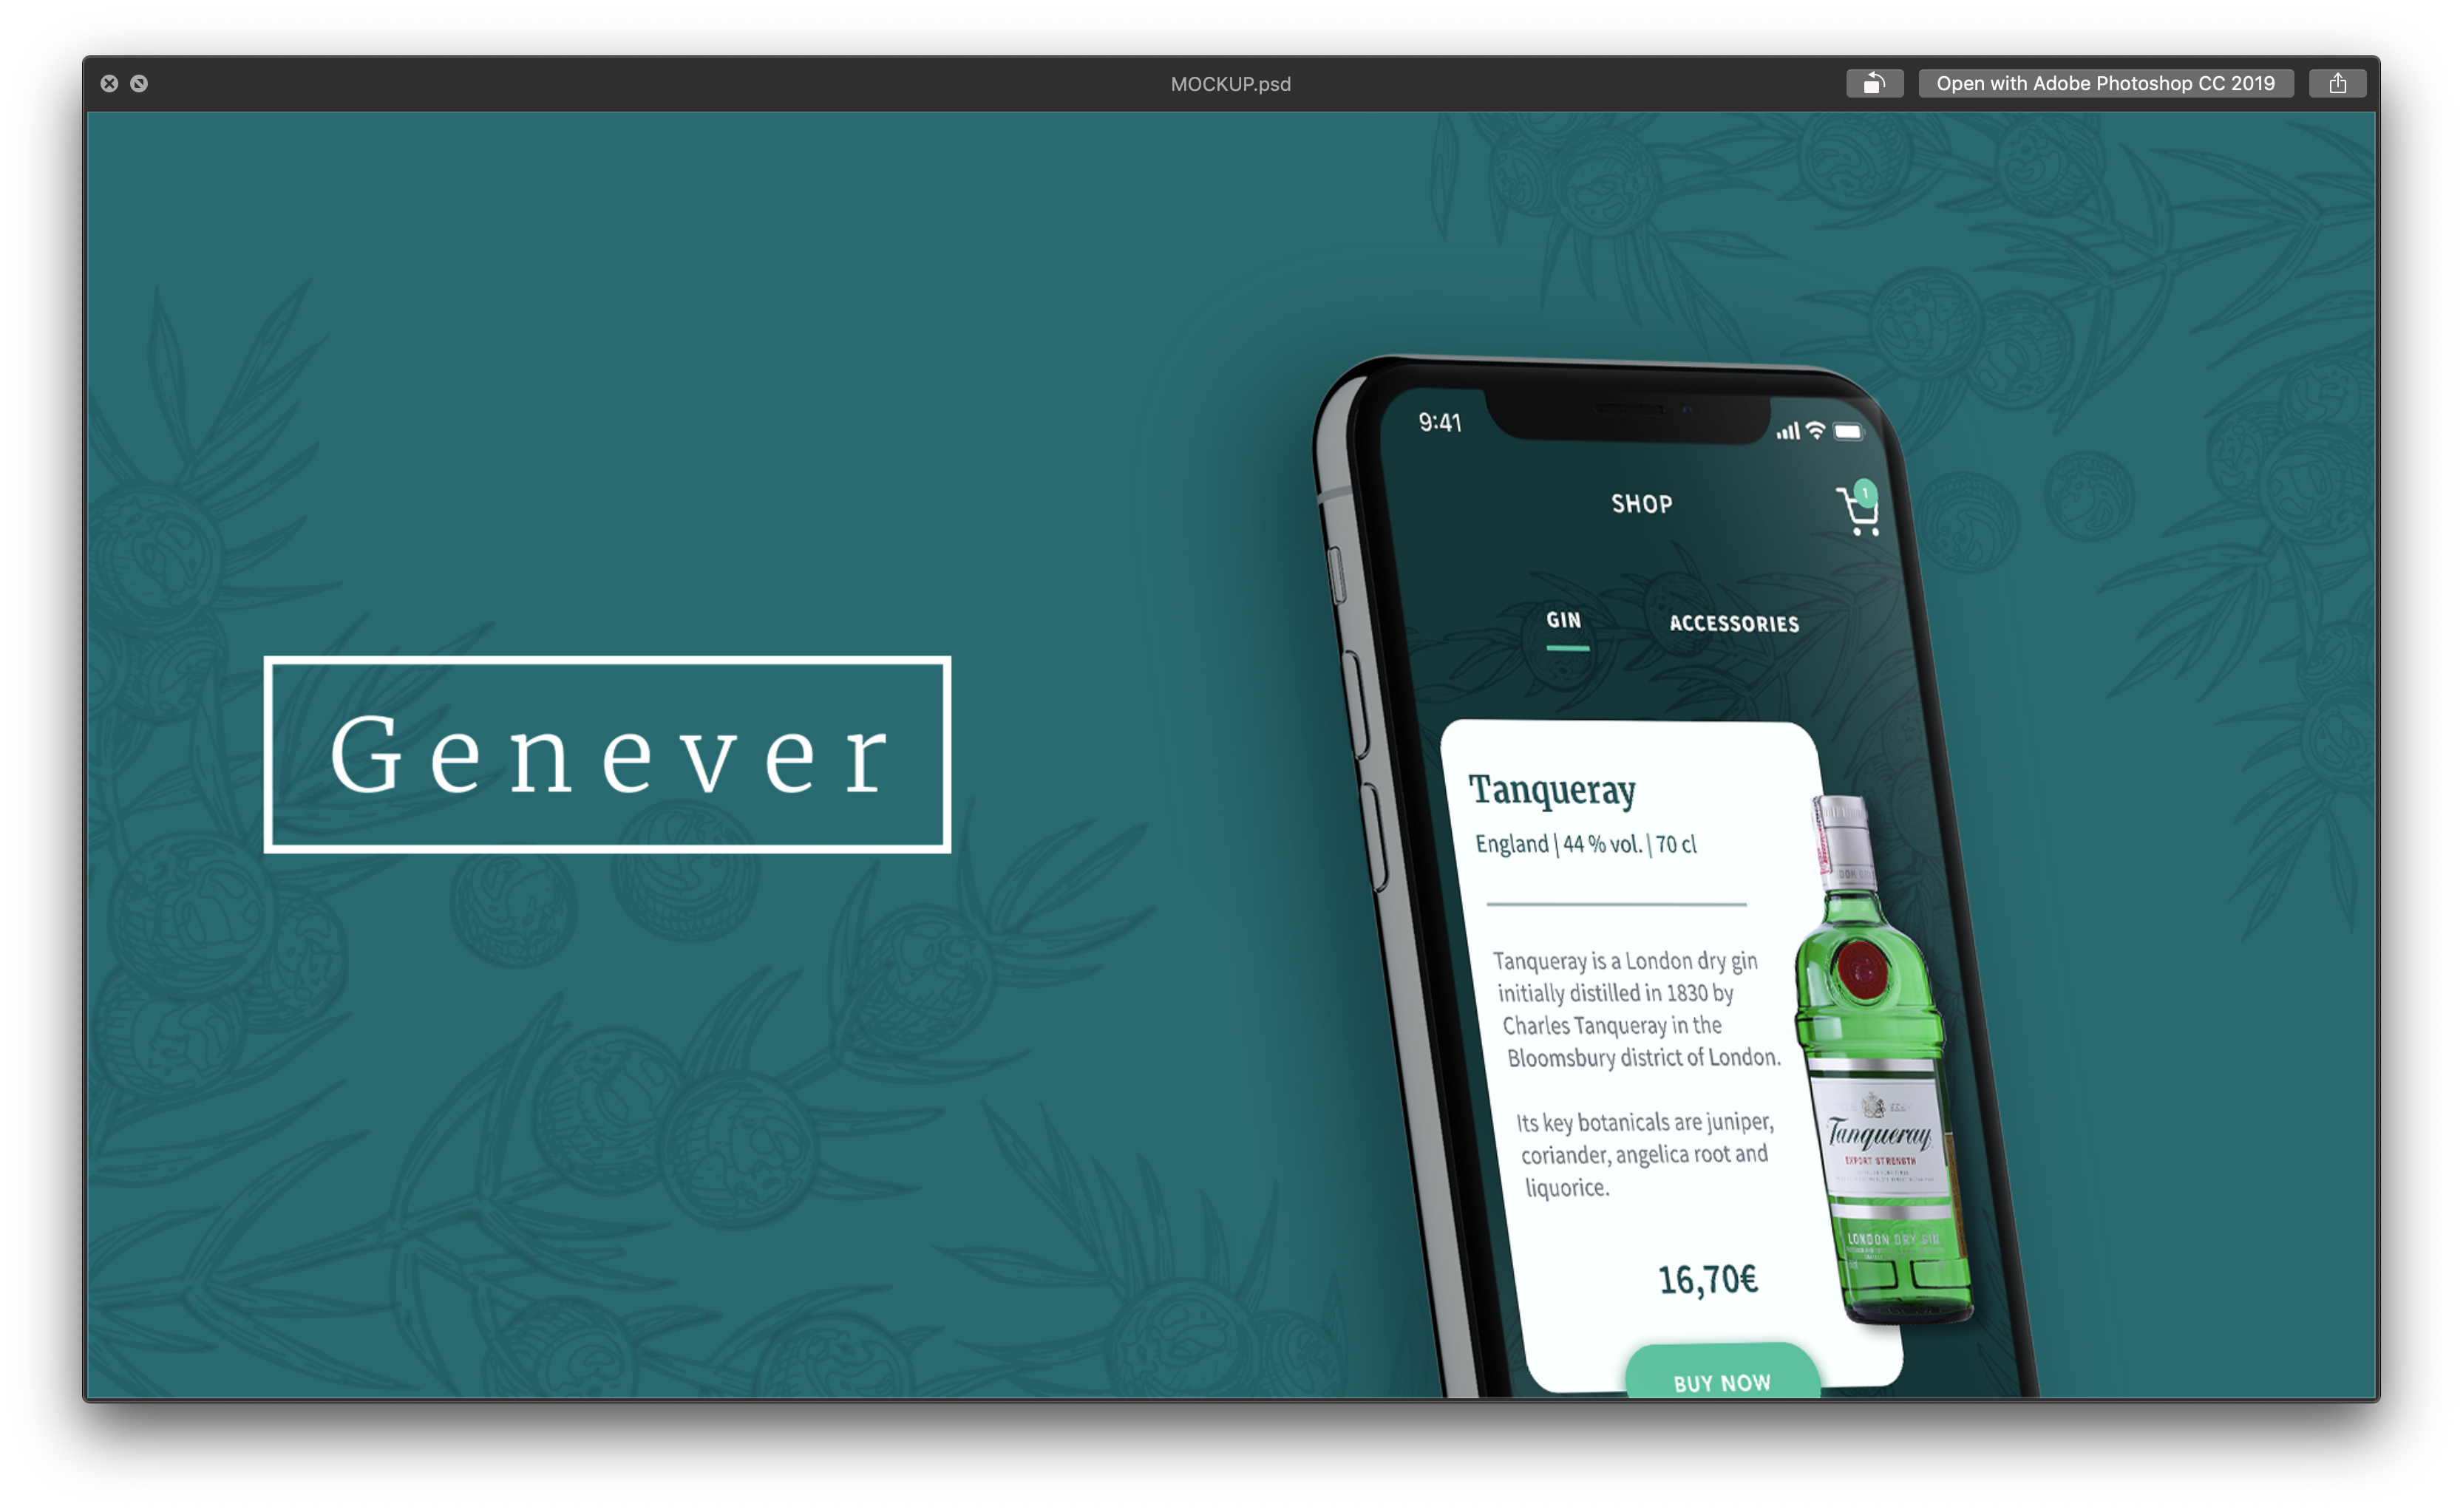 MOCKUP.psd
Open with Adobe Photoshop CC 2019
Genever
9:41
SHOP
1
GIN
ACCESSORIES
Tanqueray
England | 44 % vol. | 70 cl
Tanqueray is a London dry gin
initially distilled in 1830 by
Charles Tanqueray in the
Bloomsbury district of London.
Its key botanicals are juniper,
coriander, angelica root and
liquorice.
16,70€
BUY NOW
Tanqueray
EXPORT STRENGTH
LONDON DRY GIN